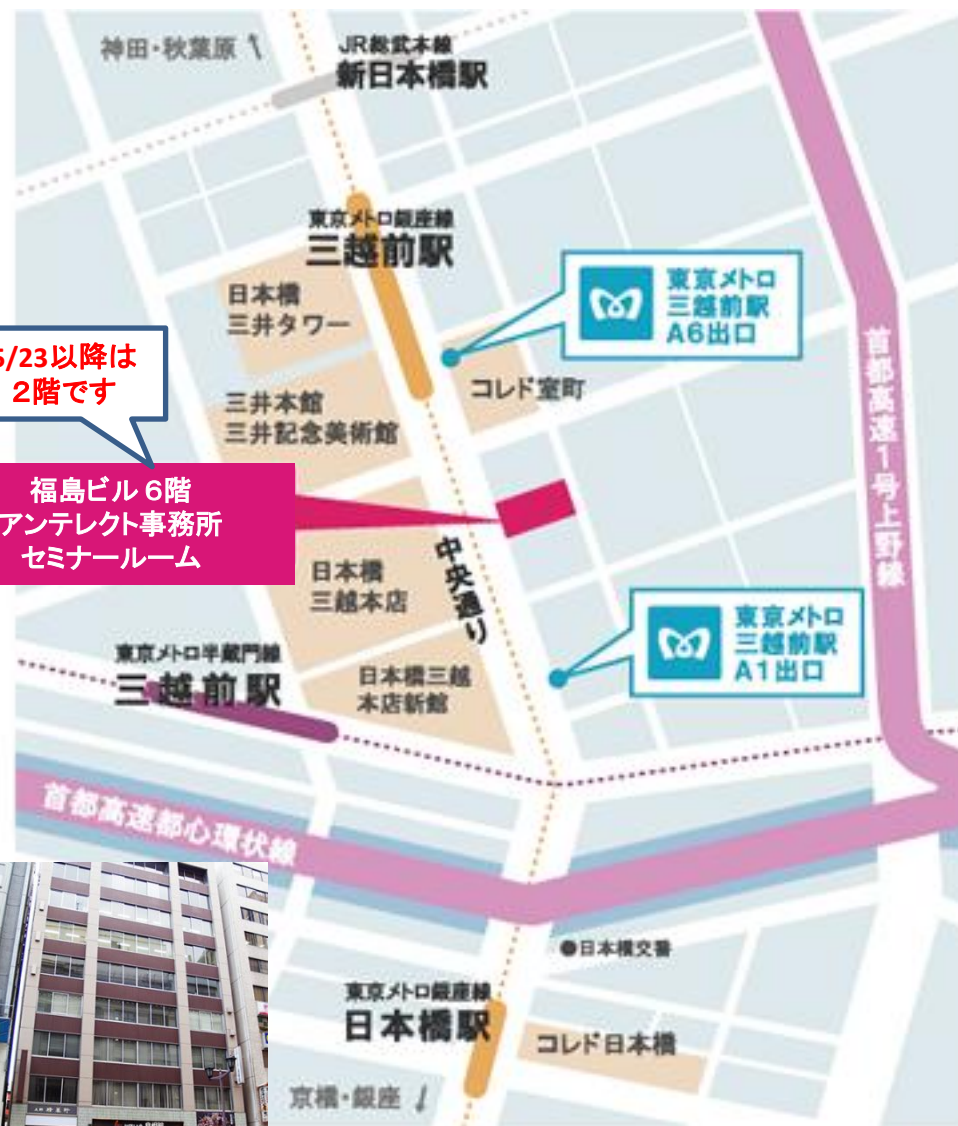 神田・秋葉原
JR総武本線
新日本橋駅
東京メトロ銀座線
三越前駅
日本橋
三井タワー
東京メトロ
三越前駅
A6出口
5/23以降は
2階です
コレド室町
三井本館
三井記念美術館
首都高速1号上野線
福島ビル 6階
アンテレクト事務所
セミナールーム
中央通り
日本橋
三越本店
東京メトロ
三越前駅
A1出口
東京メトロ半蔵門線
三越前駅
日本橋三越
本店新館
首都高速都心環状線
●日本橋交番
東京メトロ銀座線
日本橋駅
コレド日本橋
京橋・銀座